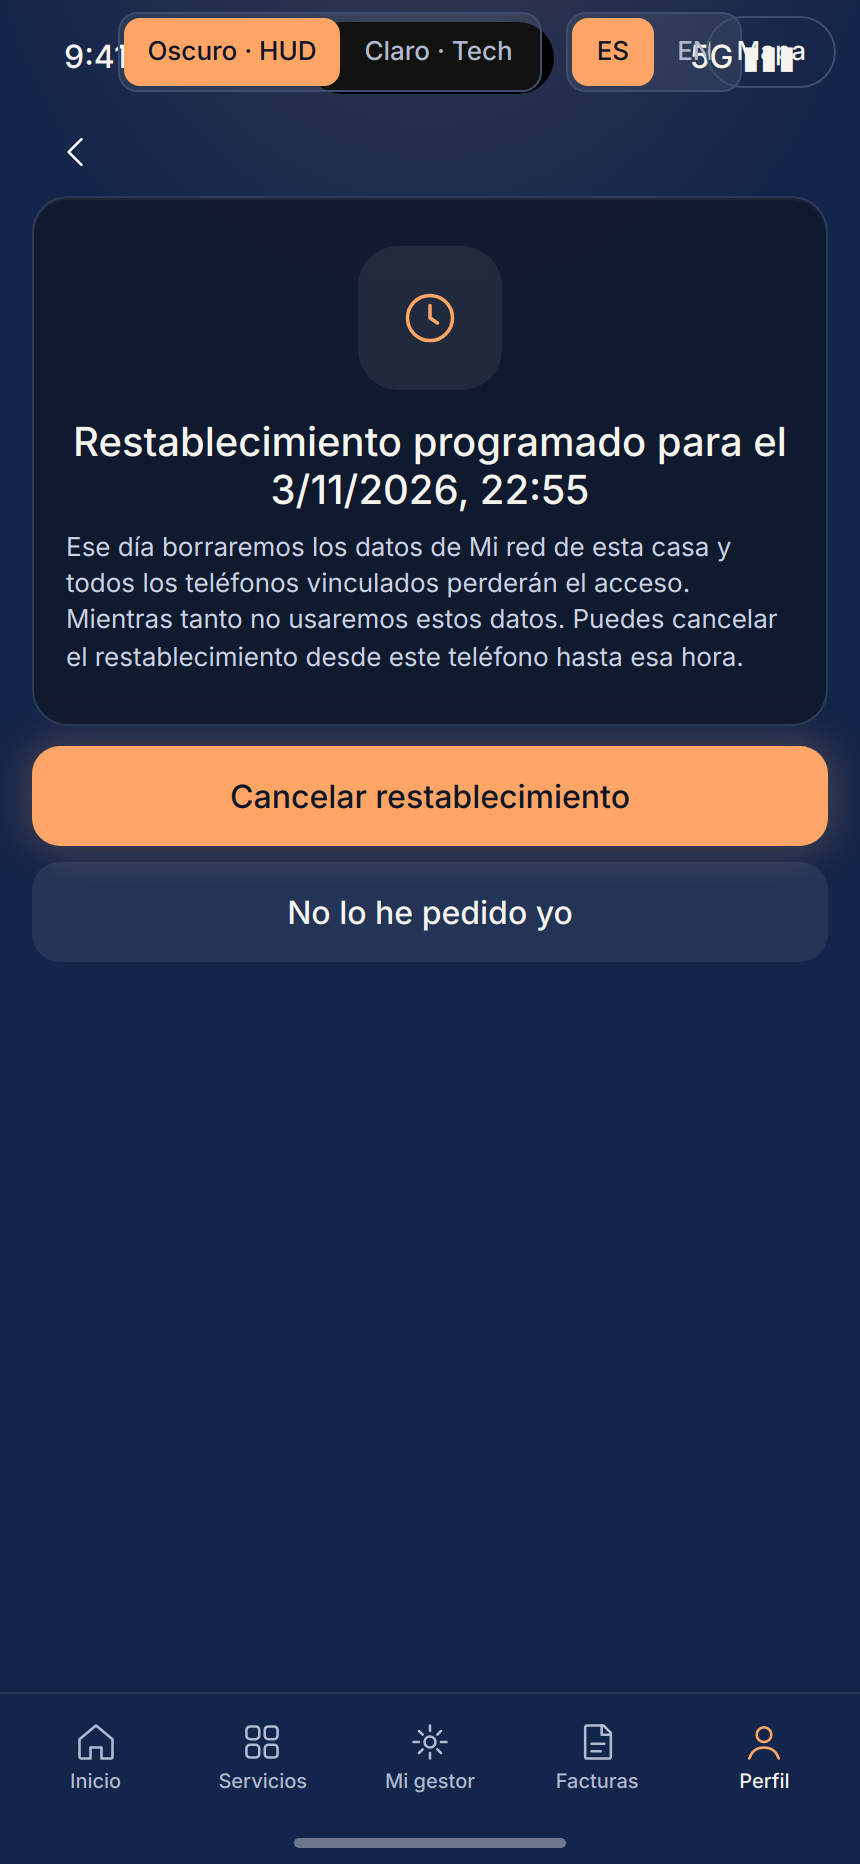 9:41
Oscuro · HUD
Claro · Tech
ES
EN
5G
Mapa
Restablecimiento programado para el
3/11/2026, 22:55
Ese día borraremos los datos de Mi red de esta casa y
todos los teléfonos vinculados perderán el acceso.
Mientras tanto no usaremos estos datos. Puedes cancelar
el restablecimiento desde este teléfono hasta esa hora.
Cancelar restablecimiento
No lo he pedido yo
Inicio
Servicios
Mi gestor
Facturas
Perfil